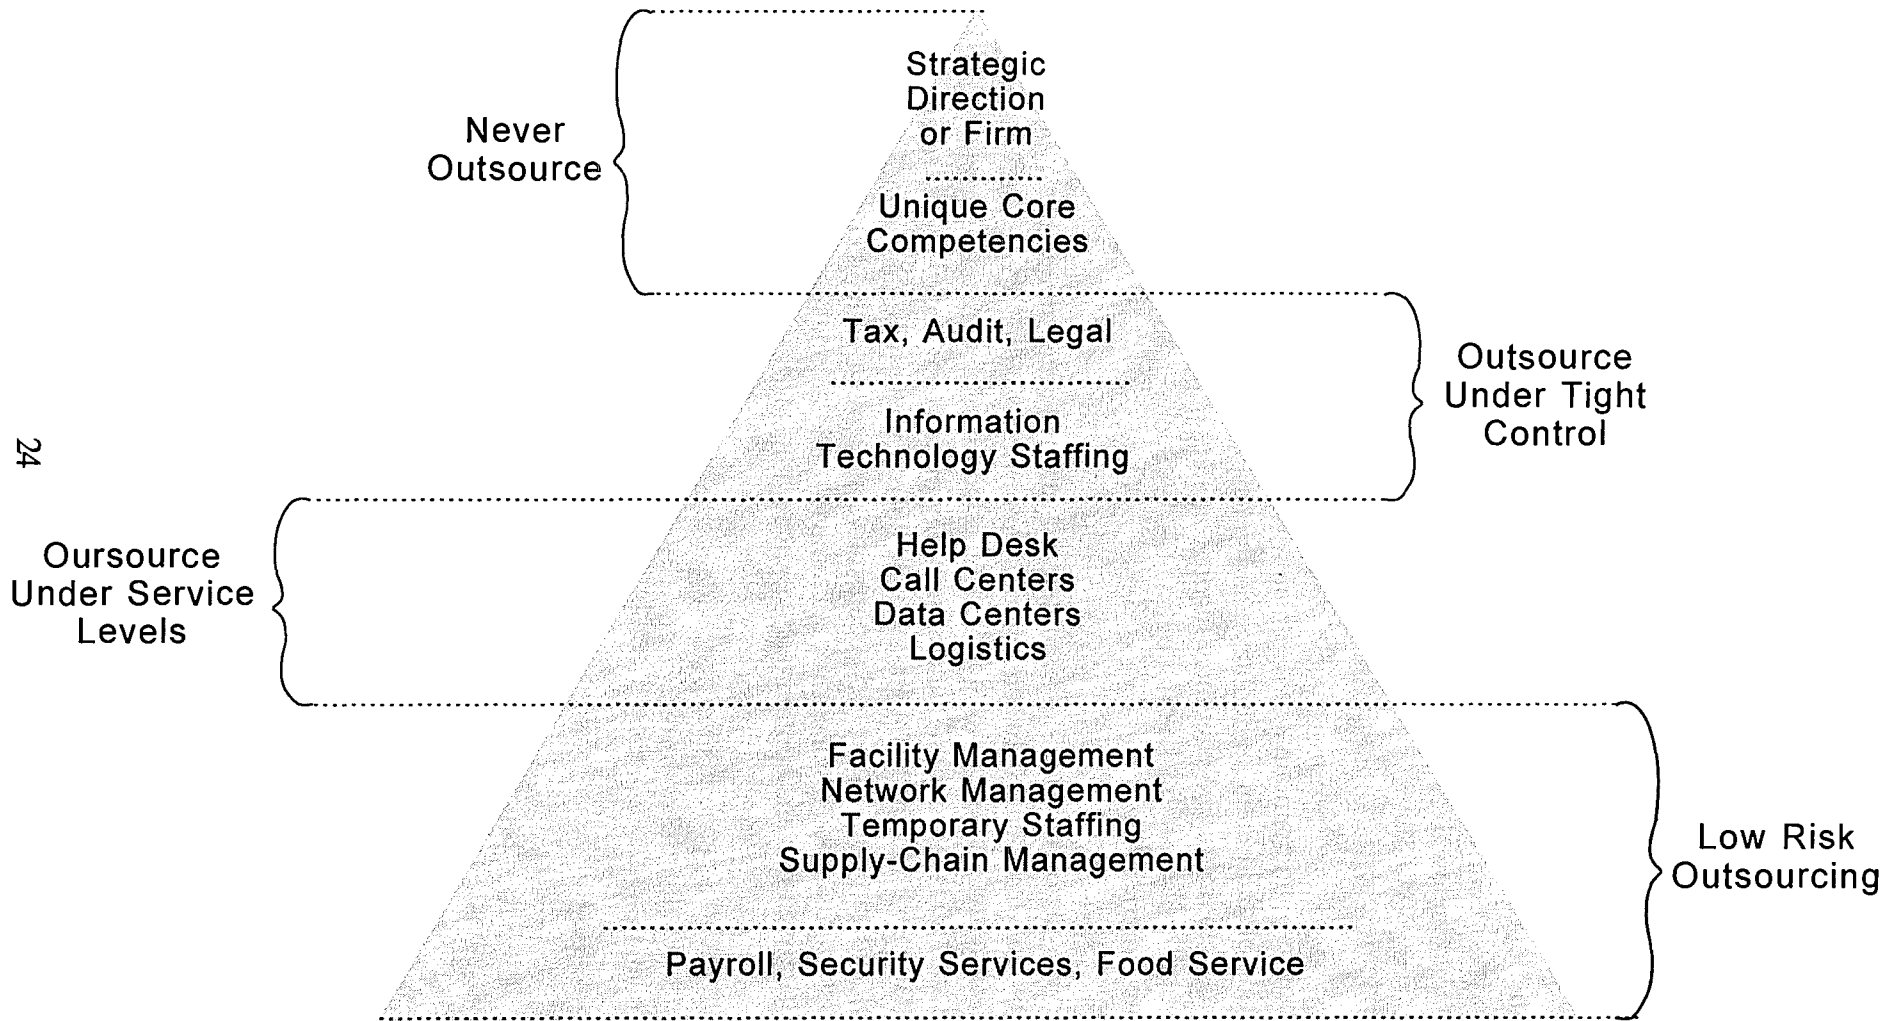 Strategic
Direction
or Firm
Never
Outsource
Unique Core
Competencies
Tax, Audit, Legal
Outsource
Under Tight
Control
Information
Technology Staffing
24
Oursource
Under Service
Levels
Help Desk
Call Centers
Data Centers
Logistics
Facility Management
Network Management
Temporary Staffing
Supply-Chain Management
Low Risk
Outsourcing
Payroll, Security Services, Food Service